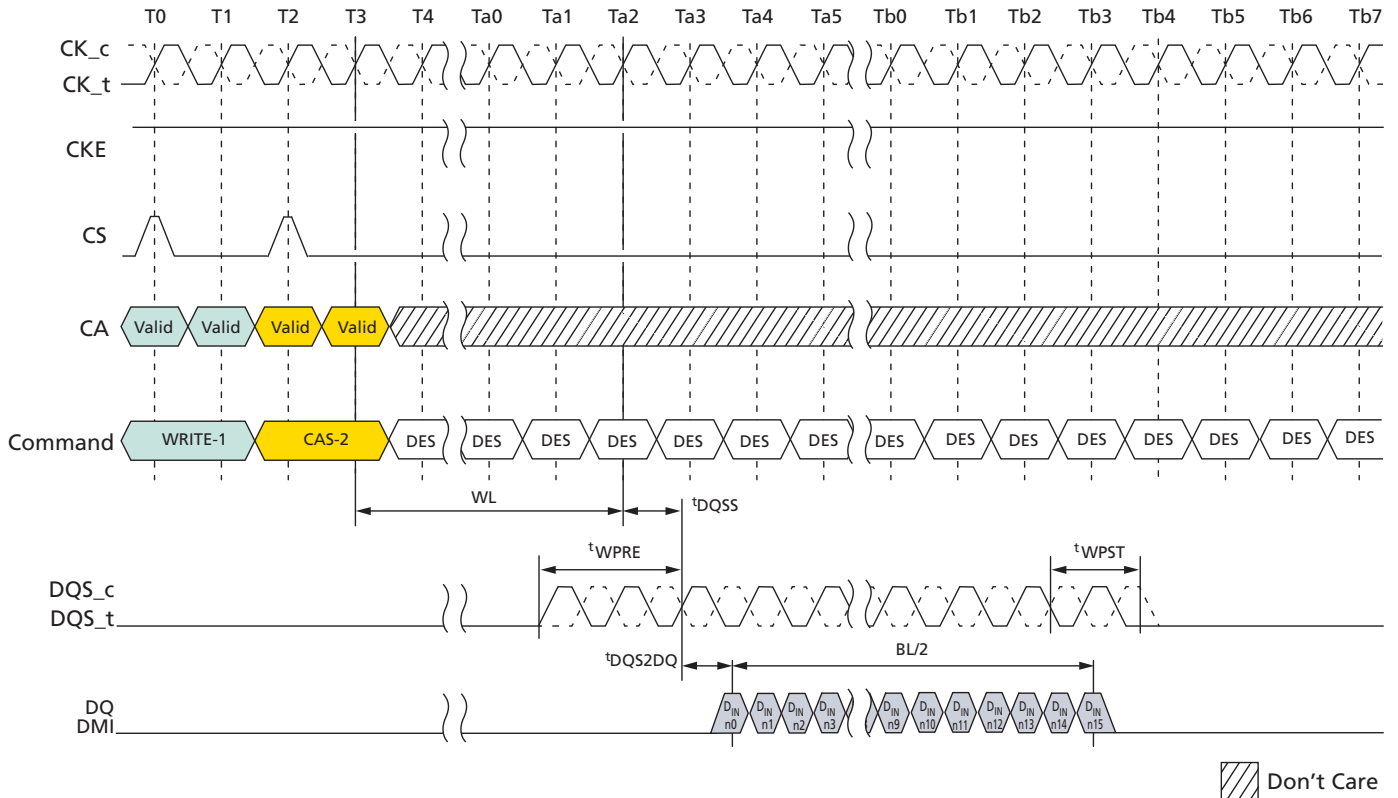 T0 T1 T2 T3 T4 Ta0 Ta1 Ta2 Ta3 Ta4 Ta5 Tb0 Tb1 Tb2 Tb3 Tb4 Tb5 Tb6 Tb7
CK_c
CK_t
CKE
CS
CA Valid Valid Valid Valid
Command WRITE-1 CAS-2 DES DES DES DES DES DES DES DES DES DES DES DES DES DES DES
WL tDQSS
tWPRE tWPST
DQS_c
DQS_t
tDQS2DQ BL/2
DQ DIN DIN DIN DIN DIN DIN DIN DIN DIN DIN DIN
DMI n0 n1 n2 n3 n9 n10 n11 n12 n13 n14 n15
Don't Care